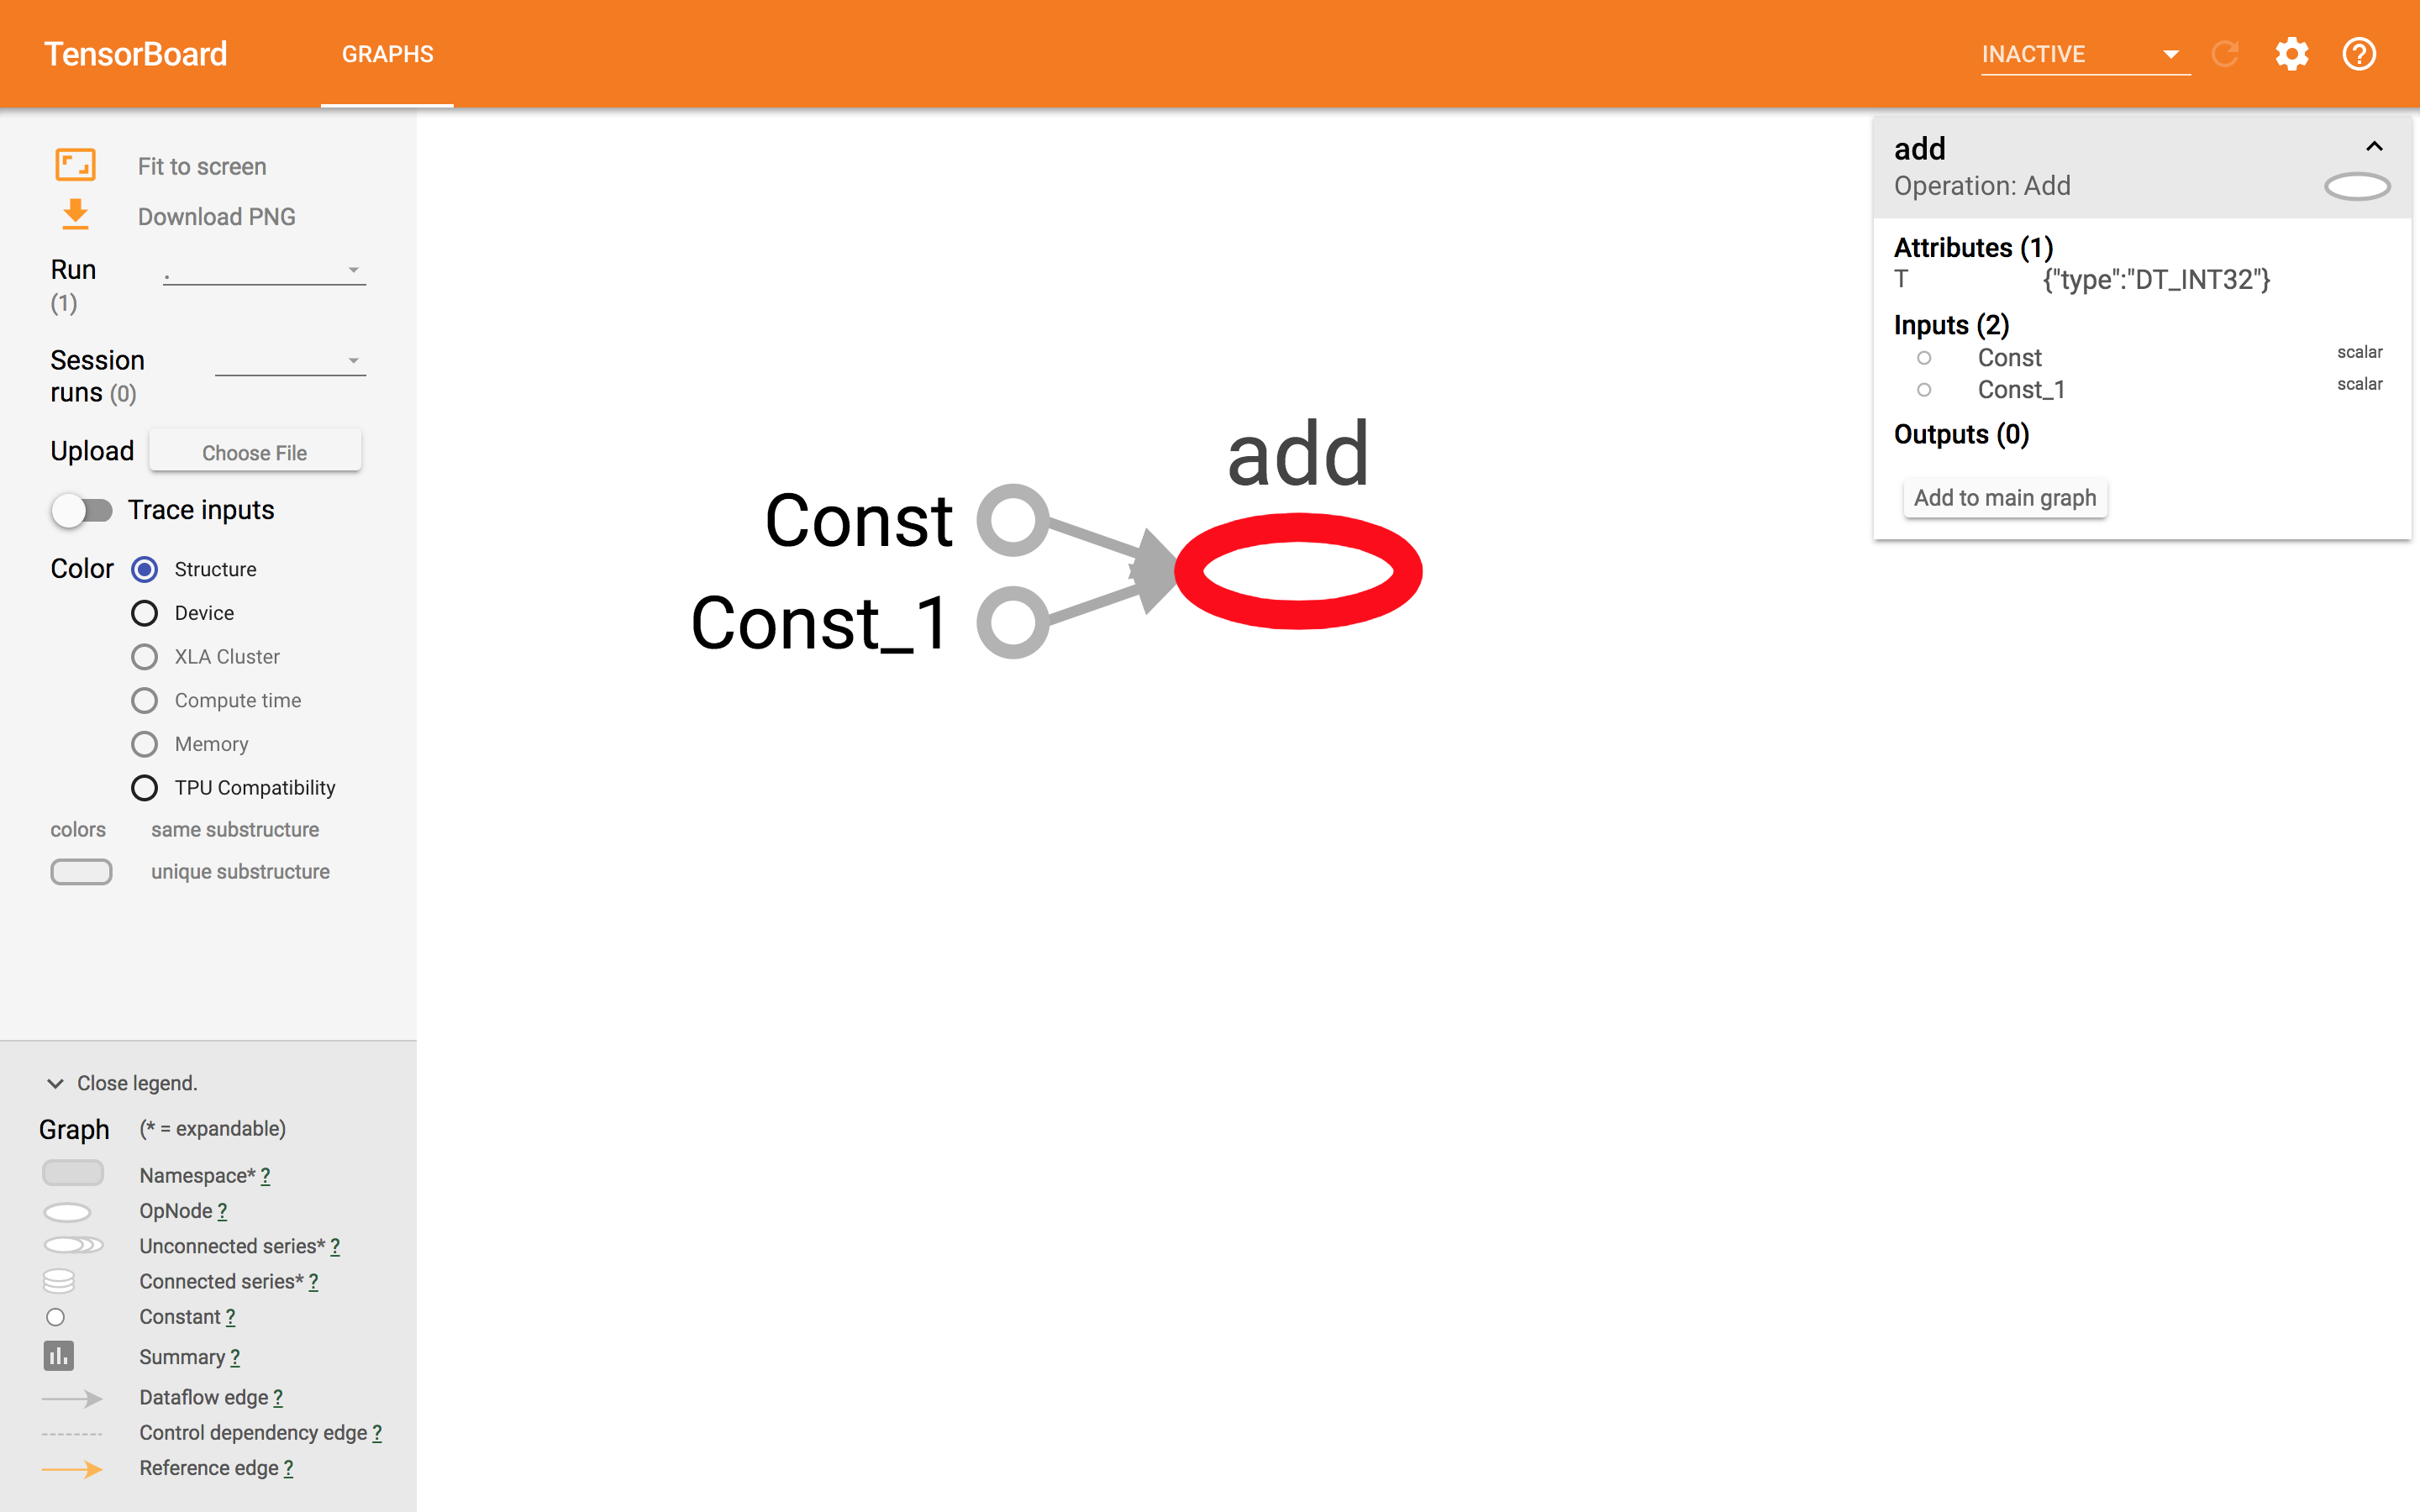 TensorBoard
GRAPHS
INACTIVE
Fit to screen
Download PNG
Run
(1)
.
Session
runs (0)
Upload
Choose File
Trace inputs
Color
Structure
Device
XLA Cluster
Compute time
Memory
TPU Compatibility
colors
same substructure
unique substructure
Close legend.
Graph
(* = expandable)
Namespace* ?
OpNode ?
Unconnected series* ?
Connected series* ?
Constant ?
Summary ?
Dataflow edge ?
Control dependency edge ?
Reference edge ?
add
Const
Const_1
add
Operation: Add
Attributes (1)
T
{"type":"DT_INT32"}
Inputs (2)
Const
scalar
Const_1
scalar
Outputs (0)
Add to main graph